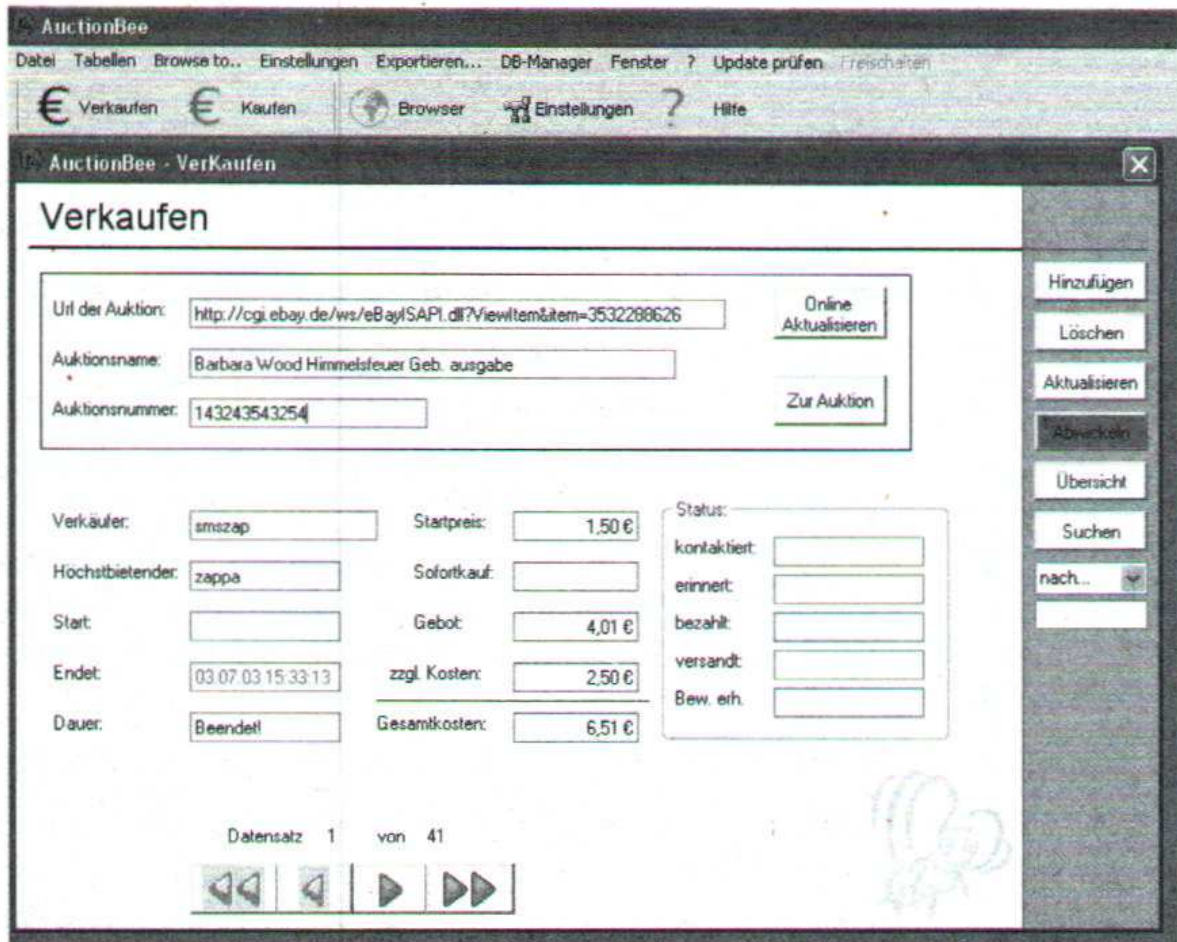 AuctionBee
Datei Tabellen Browse to.. Einstellungen Exportieren... DB-Manager Fenster ? Update prüfen Freischalten
€ Verkaufen € Kaufen Browser Einstellungen ? Hilfe
AuctionBee - VerKaufen
Verkaufen
Url der Auktion: http://cgi.ebay.de/ws/eBayISAPI.dll?ViewItem&item=3532288626
Online Aktualisieren
Auktionsname: Barbara Wood Himmelsfeuer Geb. ausgabe
Auktionsnummer: 143243543254
Zur Auktion
Verkäufer: smszap
Höchstbietender: zappa
Start:
Endet: 03.07.03 15:33:13
Dauer: Beendet!
Startpreis: 1,50 €
Sofortkauf:
Gebot: 4,01 €
zzgl. Kosten: 2,50 €
Gesamtkosten: 6,51 €
Status:
kontaktiert:
erinnert:
bezahlt:
versandt:
Bew. erh.
Hinzufügen
Löschen
Aktualisieren
Abwickeln
Übersicht
Suchen
nach...
Datensatz 1 von 41